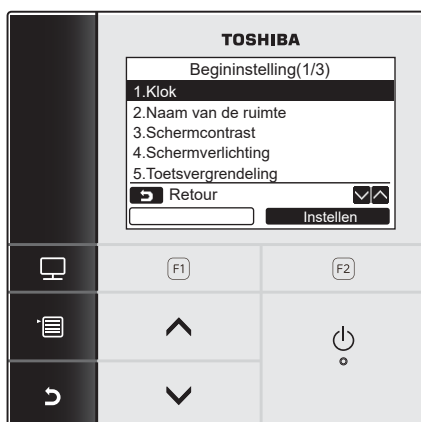 TOSHIBA
Begininstelling(1/3)
1.Klok
2.Naam van de ruimte
3.Schermcontrast
4.Schermverlichting
5.Toetsvergrendeling
Retour
Instellen
F1 F2